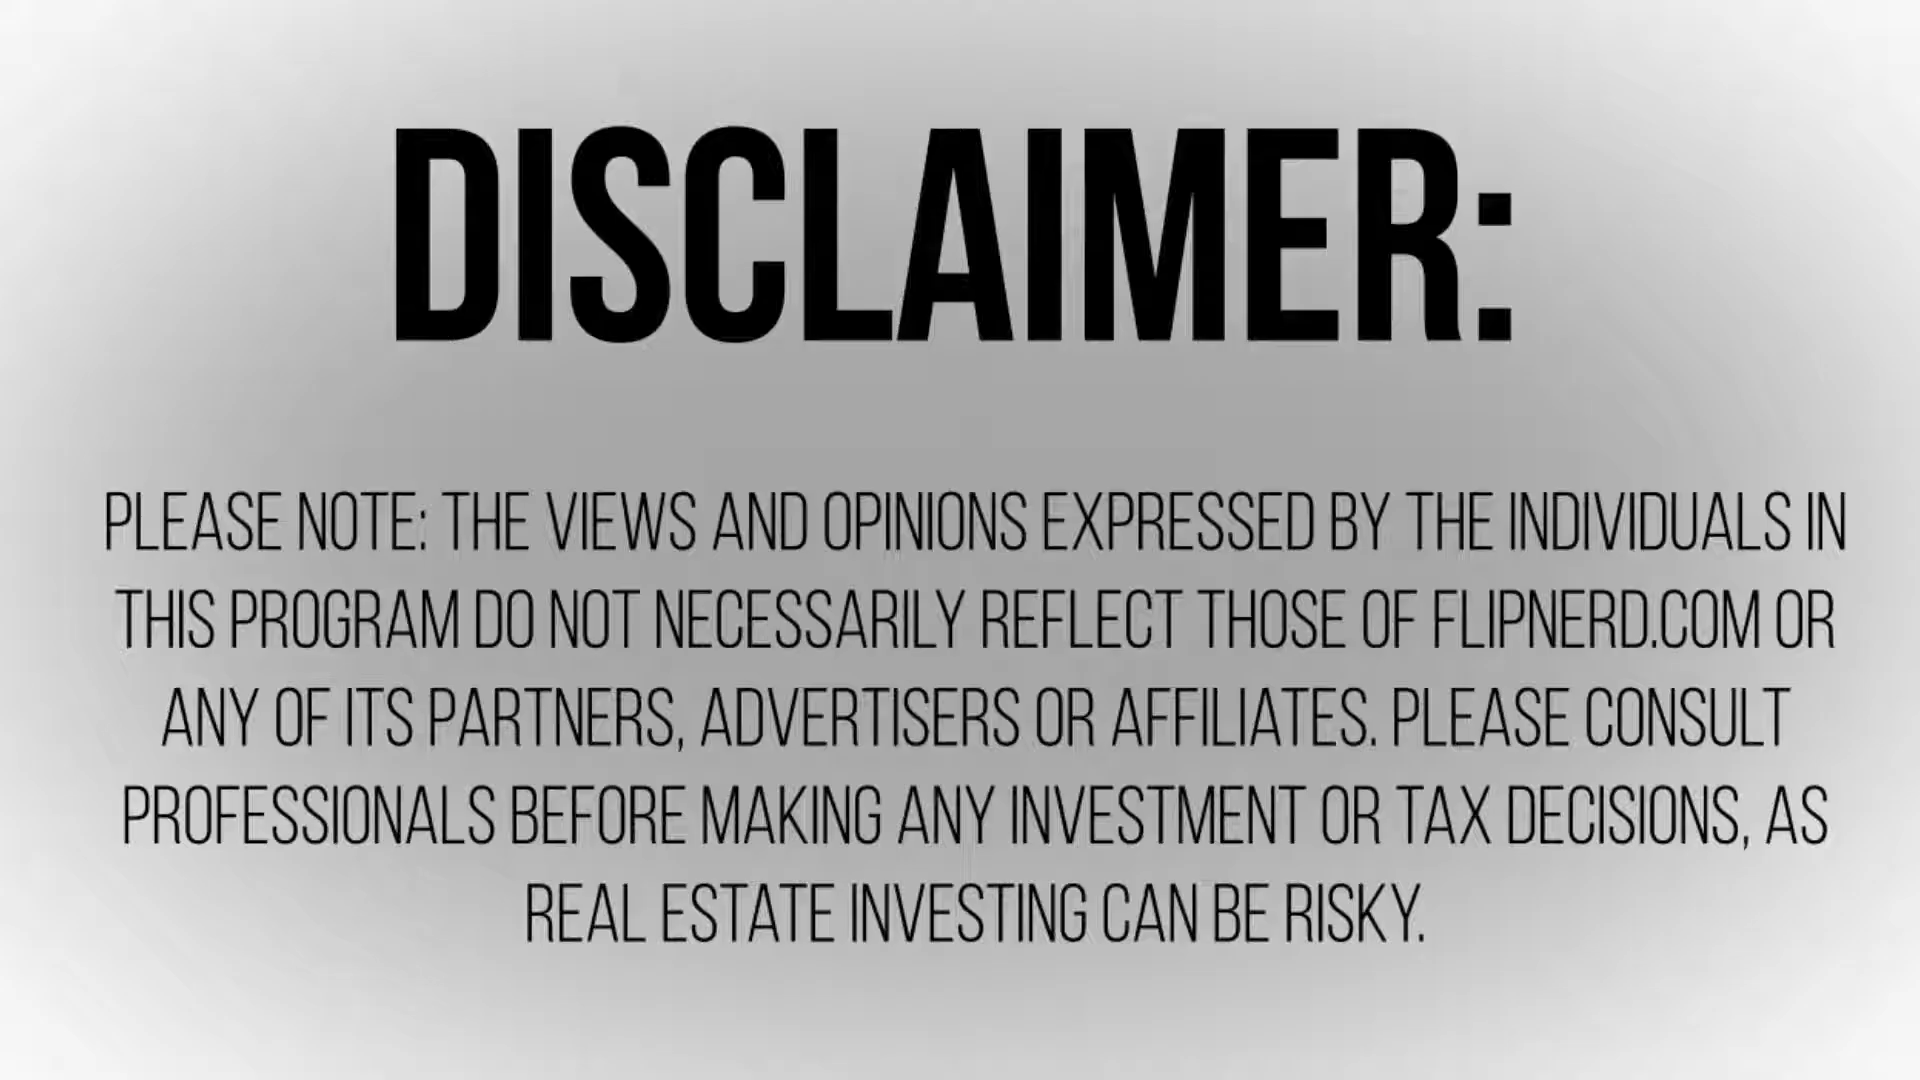 DISCLAIMER:
PLEASE NOTE: THE VIEWS AND OPINIONS EXPRESSED BY THE INDIVIDUALS IN
THIS PROGRAM DO NOT NECESSARILY REFLECT THOSE OF FLIPNERD.COM OR
ANY OF ITS PARTNERS, ADVERTISERS OR AFFILIATES. PLEASE CONSULT
PROFESSIONALS BEFORE MAKING ANY INVESTMENT OR TAX DECISIONS, AS
REAL ESTATE INVESTING CAN BE RISKY.